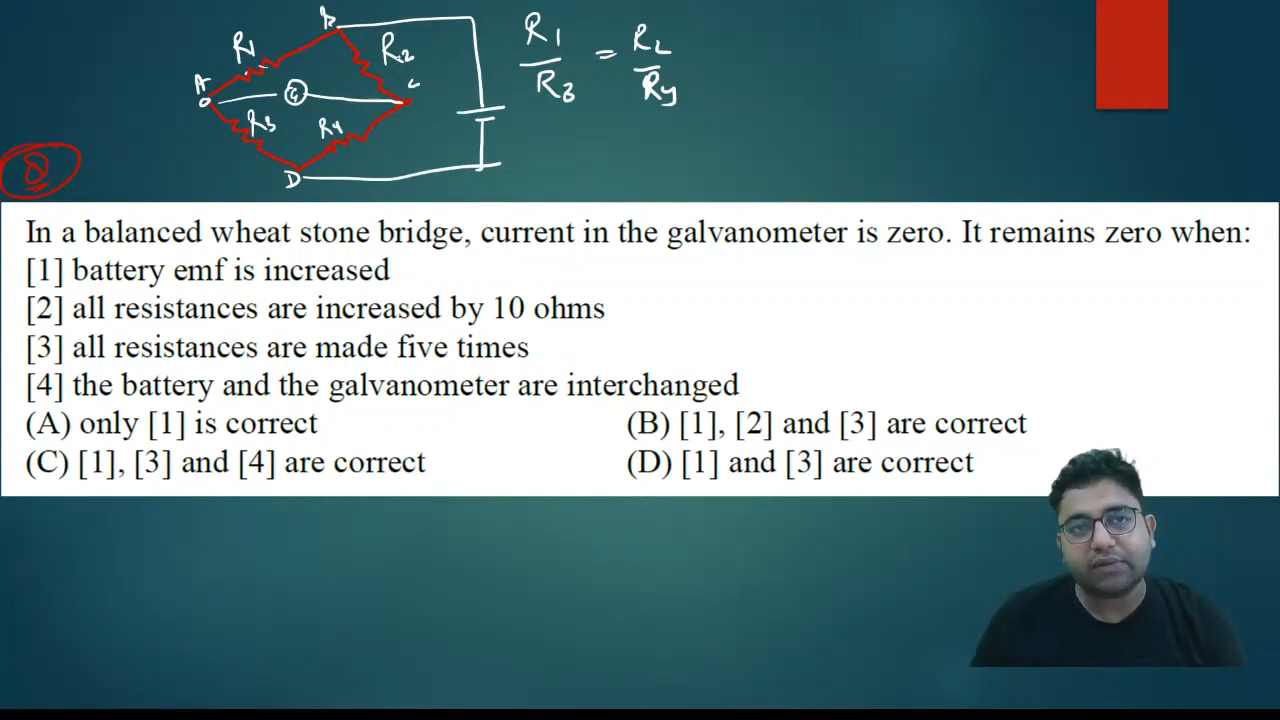 B
R1
R2
R1/R3 = R2/R4
A
G
C
R3
R4
D
8
In a balanced wheat stone bridge, current in the galvanometer is zero. It remains zero when:
[1] battery emf is increased
[2] all resistances are increased by 10 ohms
[3] all resistances are made five times
[4] the battery and the galvanometer are interchanged
(A) only [1] is correct (B) [1], [2] and [3] are correct
(C) [1], [3] and [4] are correct (D) [1] and [3] are correct